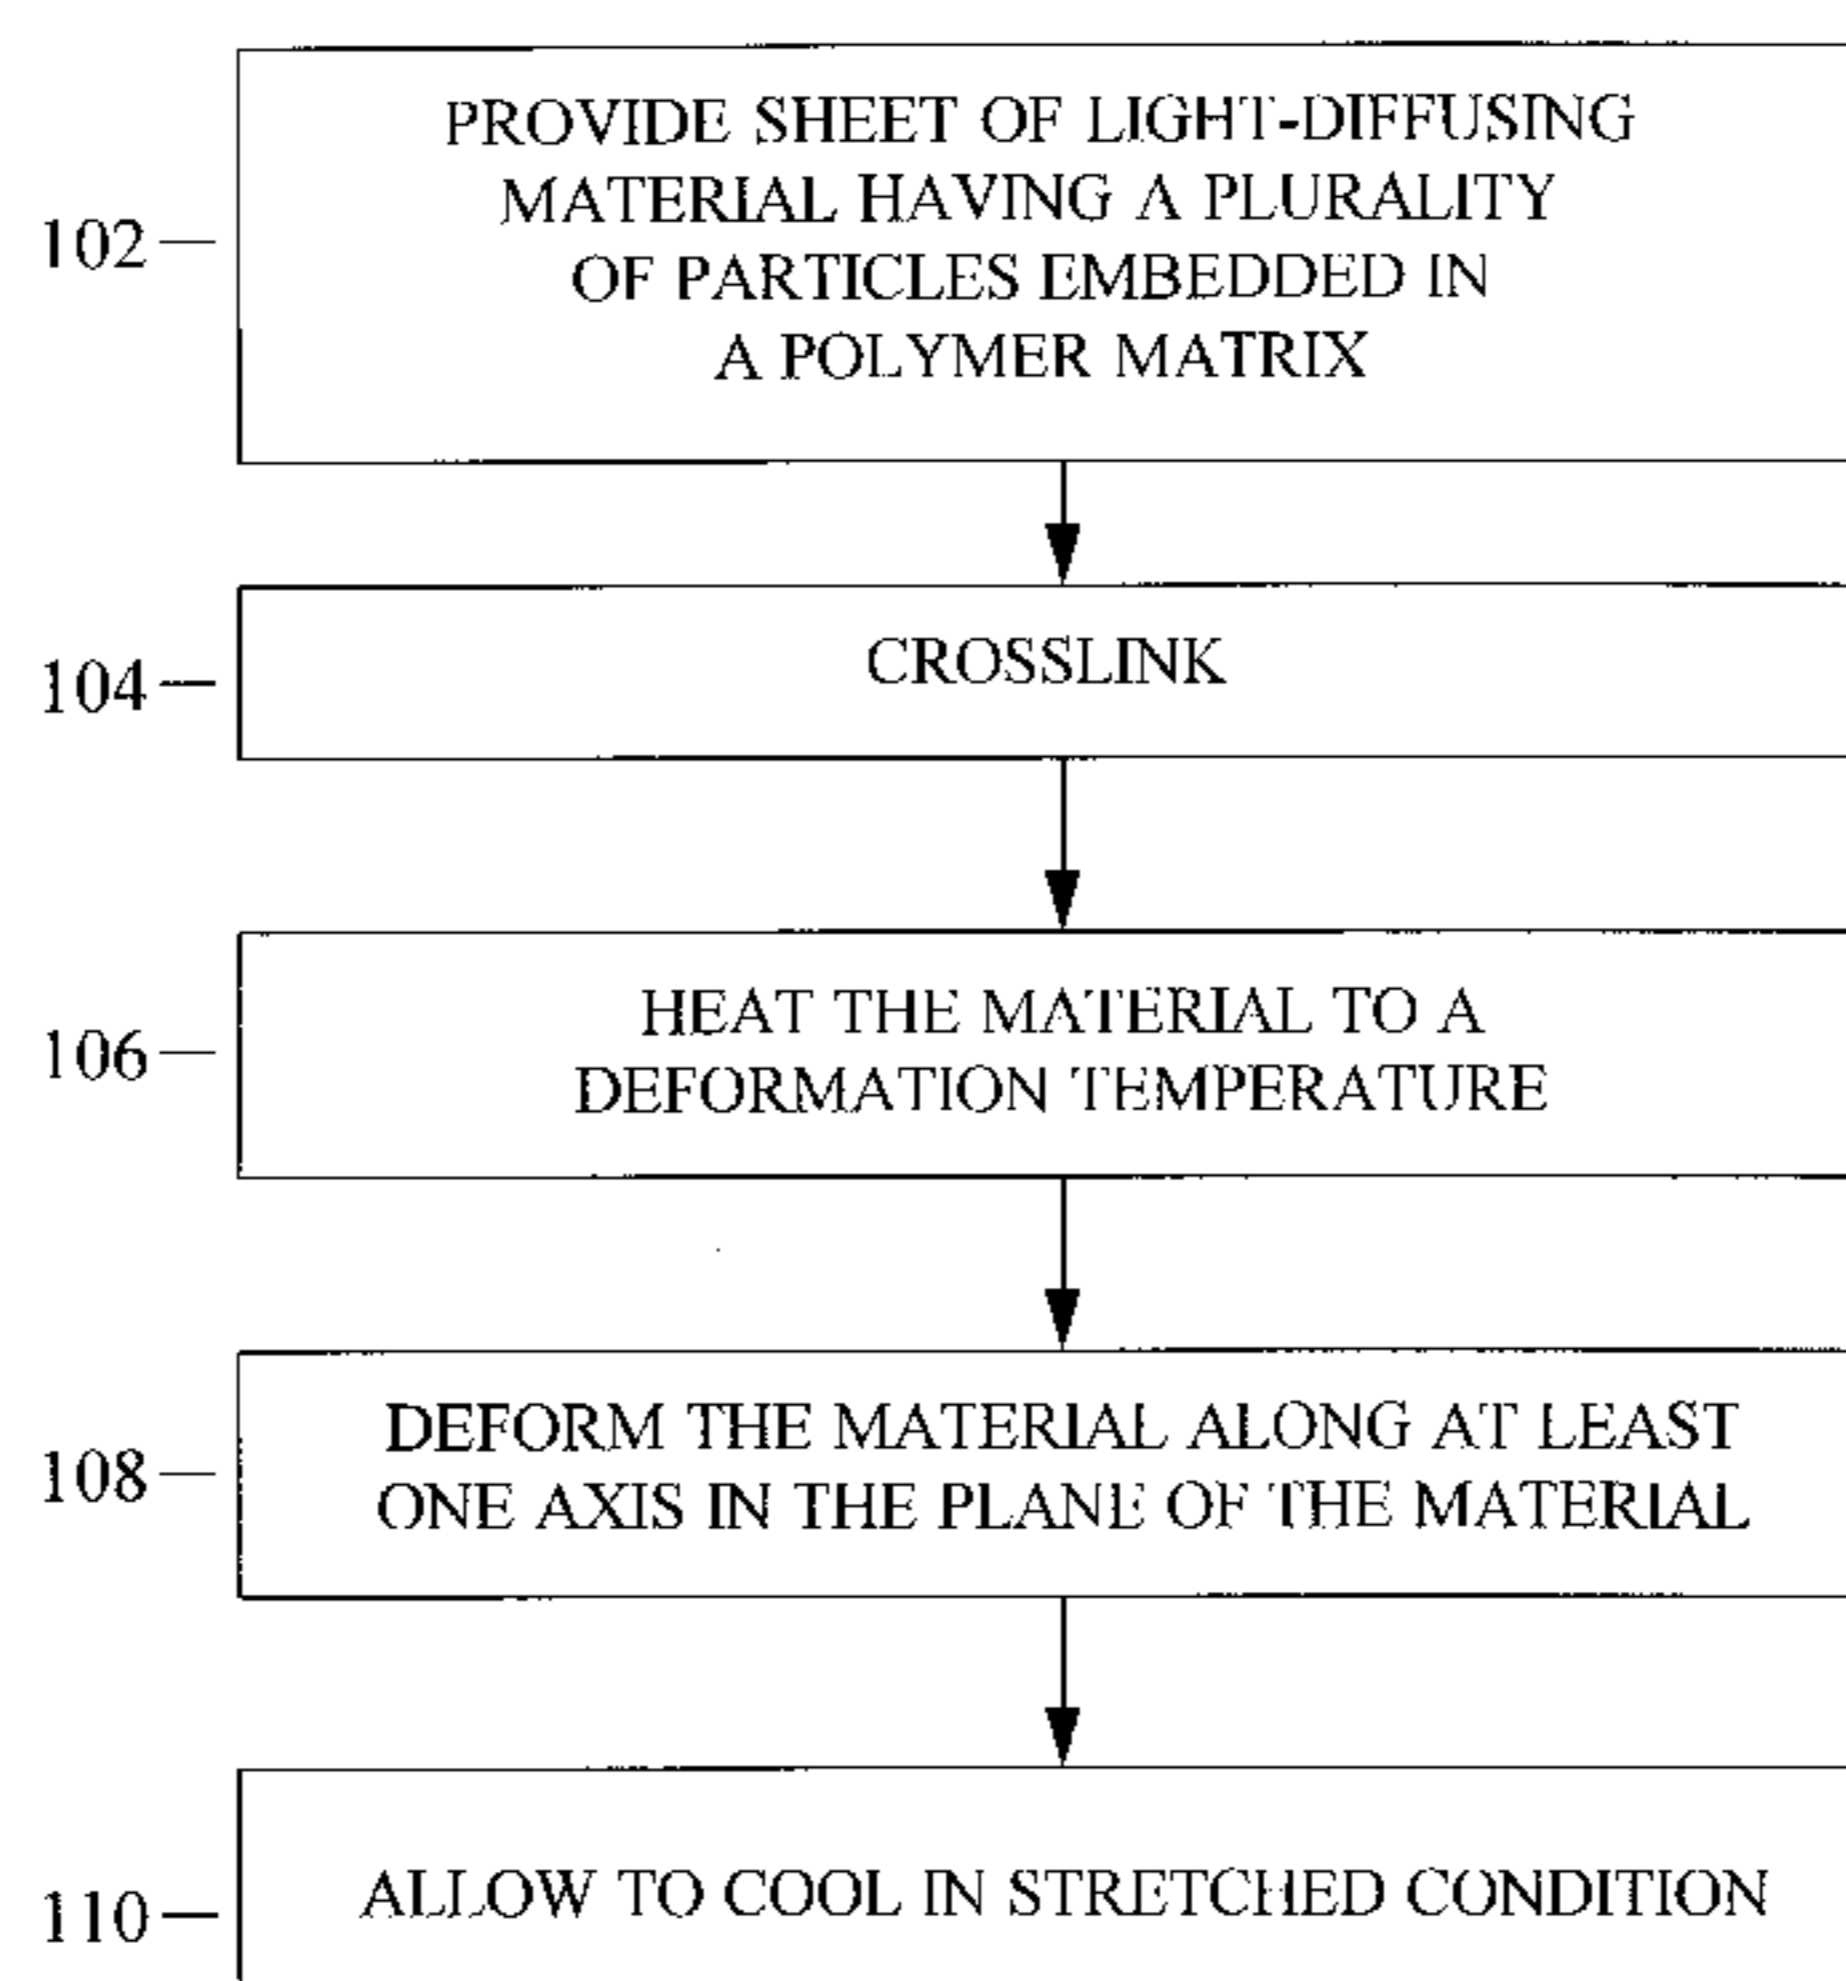 PROVIDE SHEET OF LIGHT-DIFFUSING
MATERIAL HAVING A PLURALITY
OF PARTICLES EMBEDDED IN
A POLYMER MATRIX
102
CROSSLINK
104
HEAT THE MATERIAL TO A
DEFORMATION TEMPERATURE
106
DEFORM THE MATERIAL ALONG AT LEAST
ONE AXIS IN THE PLANE OF THE MATERIAL
108
ALLOW TO COOL IN STRETCHED CONDITION
110